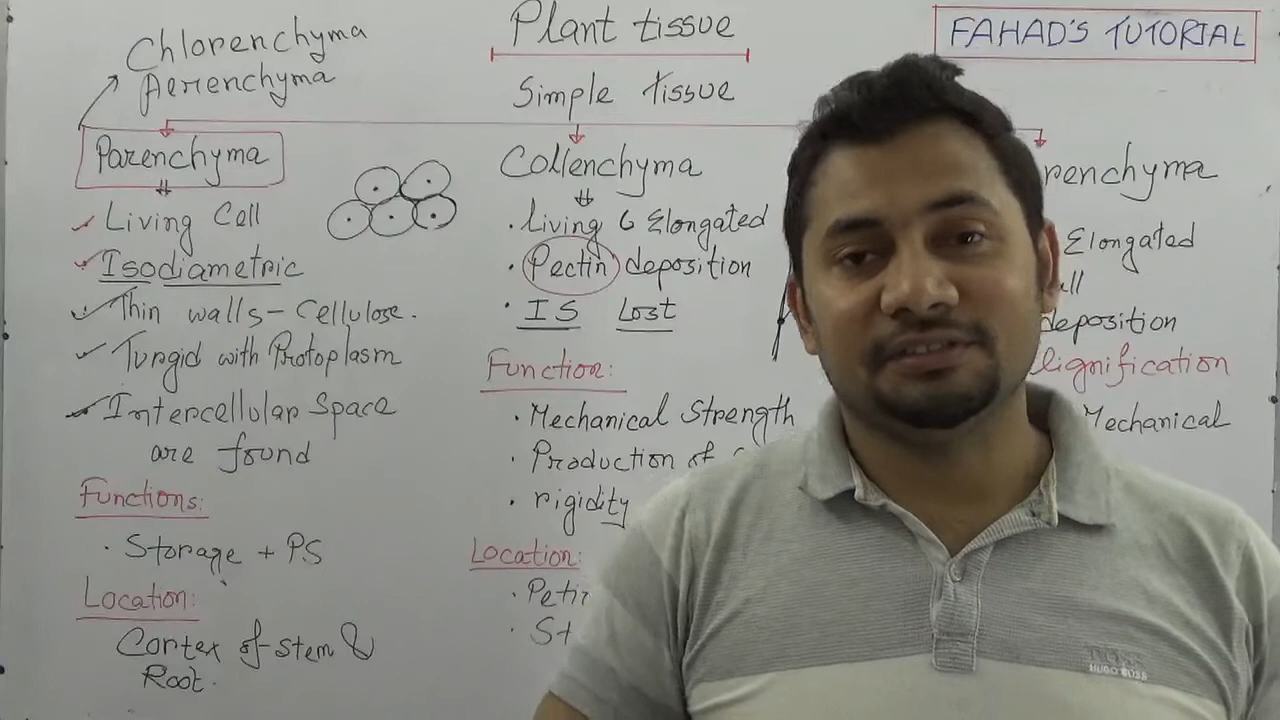 Plant tissue
FAHAD'S TUTORIAL
Chlorenchyma
Aerenchyma
Simple tissue
Parenchyma
Living Cell
Isodiametric
Thin walls - Cellulose.
Turgid with Protoplasm
Intercellular Space
are found
Functions:
Storage + PS
Location:
Cortex of stem &
Root.
Collenchyma
Living & Elongated
Pectin deposition
IS Lost
Function:
Mechanical Strength
Production of
rigidity
Location:
renchyma
Elongated
deposition
lignification
Mechanical
HUGO BOSS